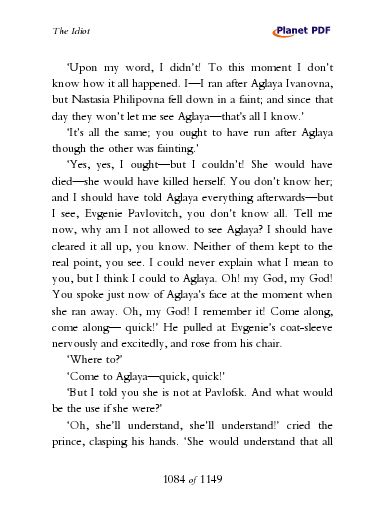 The Idiot
Planet PDF
‘Upon my word, I didn’t! To this moment I don’t
know how it all happened. I—I ran after Aglaya Ivanovna,
but Nastasia Philipovna fell down in a faint; and since that
day they won’t let me see Aglaya—that’s all I know.’
‘It’s all the same; you ought to have run after Aglaya
though the other was fainting.’
‘Yes, yes, I ought—but I couldn’t! She would have
died—she would have killed herself. You don’t know her;
and I should have told Aglaya everything afterwards—but
I see, Evgenie Pavlovitch, you don’t know all. Tell me
now, why am I not allowed to see Aglaya? I should have
cleared it all up, you know. Neither of them kept to the
real point, you see. I could never explain what I mean to
you, but I think I could to Aglaya. Oh! my God, my God!
You spoke just now of Aglaya’s face at the moment when
she ran away. Oh, my God! I remember it! Come along,
come along— quick!’ He pulled at Evgenie’s coat-sleeve
nervously and excitedly, and rose from his chair.
‘Where to?’
‘Come to Aglaya—quick, quick!’
‘But I told you she is not at Pavlofsk. And what would
be the use if she were?’
‘Oh, she’ll understand, she’ll understand!’ cried the
prince, clasping his hands. ‘She would understand that all
1084 of 1149